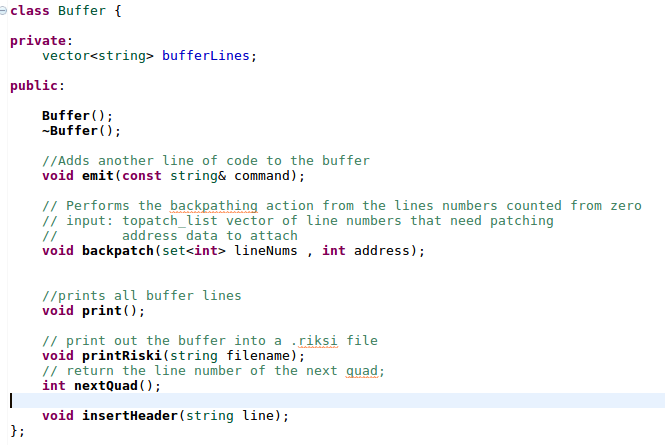 class Buffer {
private:
vector<string> bufferLines;
public:
Buffer();
~Buffer();
//Adds another line of code to the buffer
void emit(const string& command);
// Performs the backpathing action from the lines numbers counted from zero
// input: topatch_list vector of line numbers that need patching
// address data to attach
void backpatch(set<int> lineNums , int address);
//prints all buffer lines
void print();
// print out the buffer into a .riksi file
void printRiski(string filename);
// return the line number of the next quad;
int nextQuad();
void insertHeader(string line);
};